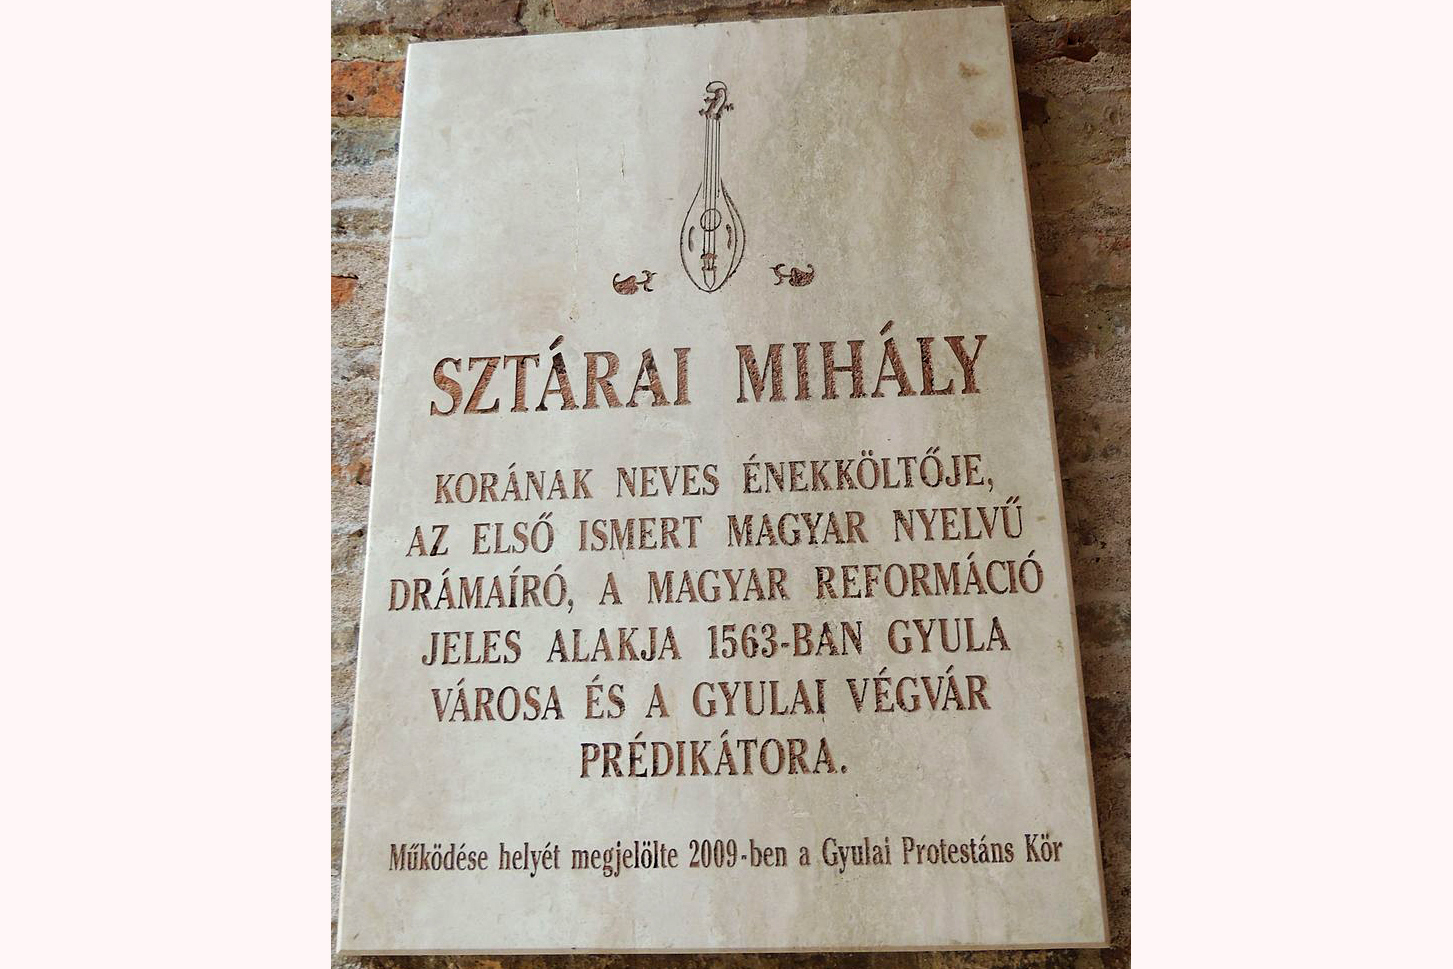 SZTÁRAI MIHÁLY
KORÁNAK NEVES ÉNEKKÖLTŐJE,
AZ ELSŐ ISMERT MAGYAR NYELVŰ
DRÁMAÍRÓ, A MAGYAR REFORMÁCIÓ
JELES ALAKJA 1563-BAN GYULA
VÁROSA ÉS A GYULAI VÉGVÁR
PRÉDIKÁTORA.
Működése helyét megjelölte 2009-ben a Gyulai Protestáns Kör